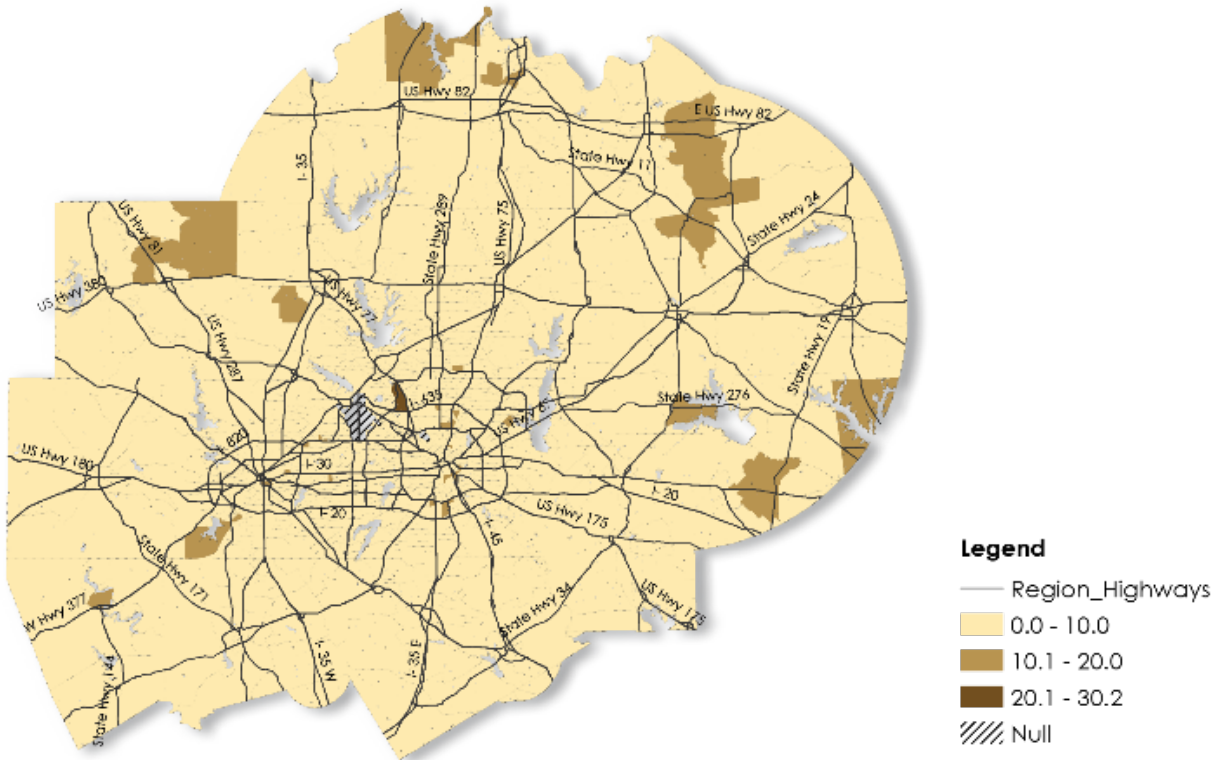 US Hwy 82
E US Hwy 82
State Hwy 11
I- 35
State Hwy 289
US Hwy 75
State Hwy 24
US Hwy 81
US Hwy 380
US Hwy 77
US Hwy 287
State Hwy 19
I- 635
State Hwy 276
US Hwy 6
I- 820
US Hwy 180
I- 30
I- 20
I- 20
US Hwy 175
I- 45
State Hwy 171
State Hwy 34
US Hwy 175
W Hwy 377
I- 35 W
I- 35 E
State Hwy 144
Legend
Region_Highways
0.0 - 10.0
10.1 - 20.0
20.1 - 30.2
Null